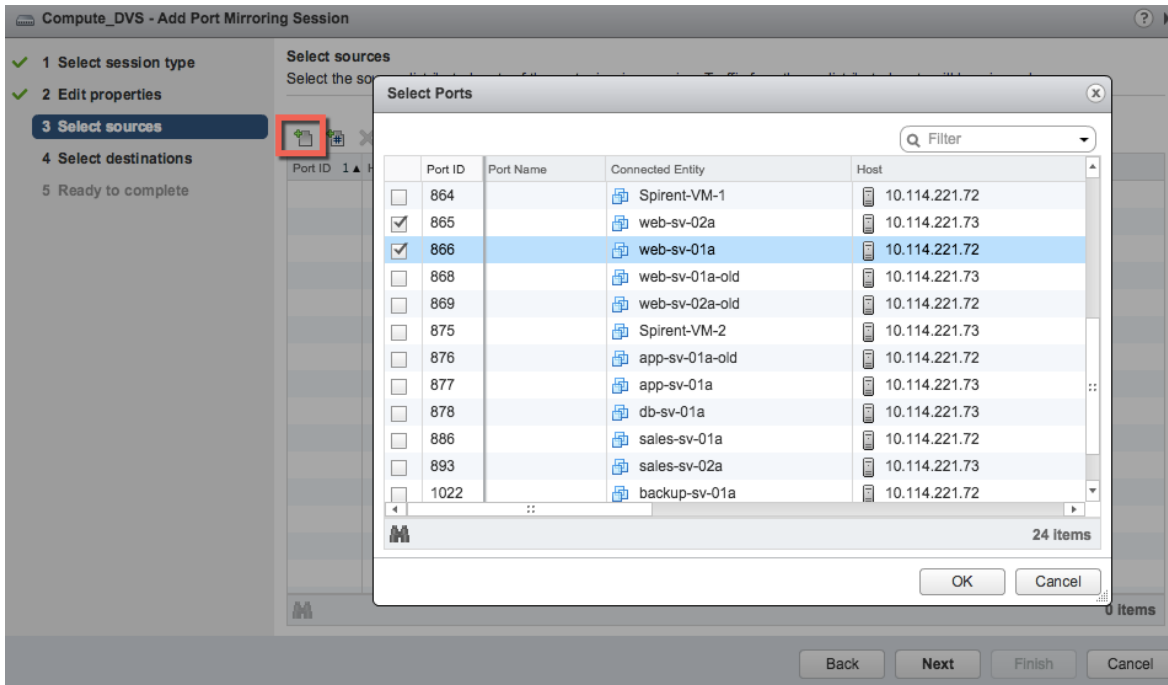 Compute_DVS - Add Port Mirroring Session
1 Select session type
2 Edit properties
3 Select sources
4 Select destinations
5 Ready to complete
Select sources
Select the
Port ID 1
Select Ports
Filter
Port ID Port Name Connected Entity Host
864 Spirent-VM-1 10.114.221.72
865 web-sv-02a 10.114.221.73
866 web-sv-01a 10.114.221.72
868 web-sv-01a-old 10.114.221.73
869 web-sv-02a-old 10.114.221.72
875 Spirent-VM-2 10.114.221.73
876 app-sv-01a-old 10.114.221.72
877 app-sv-01a 10.114.221.73
878 db-sv-01a 10.114.221.73
886 sales-sv-01a 10.114.221.72
893 sales-sv-02a 10.114.221.73
1022 backup-sv-01a 10.114.221.72
24 items
OK Cancel
0 items
Back Next Finish Cancel